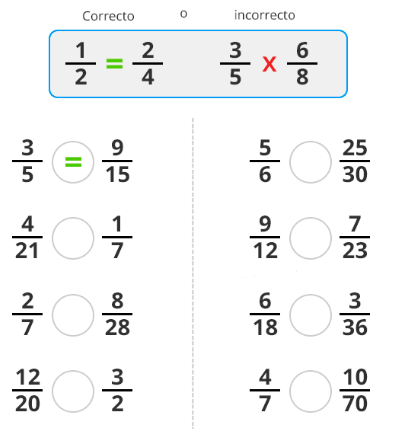 Correcto o incorrecto
1/2 = 2/4 3/5 x 6/8
3/5 = 9/15 5/6 25/30
4/21 1/7 9/12 7/23
2/7 8/28 6/18 3/36
12/20 3/2 4/7 10/70